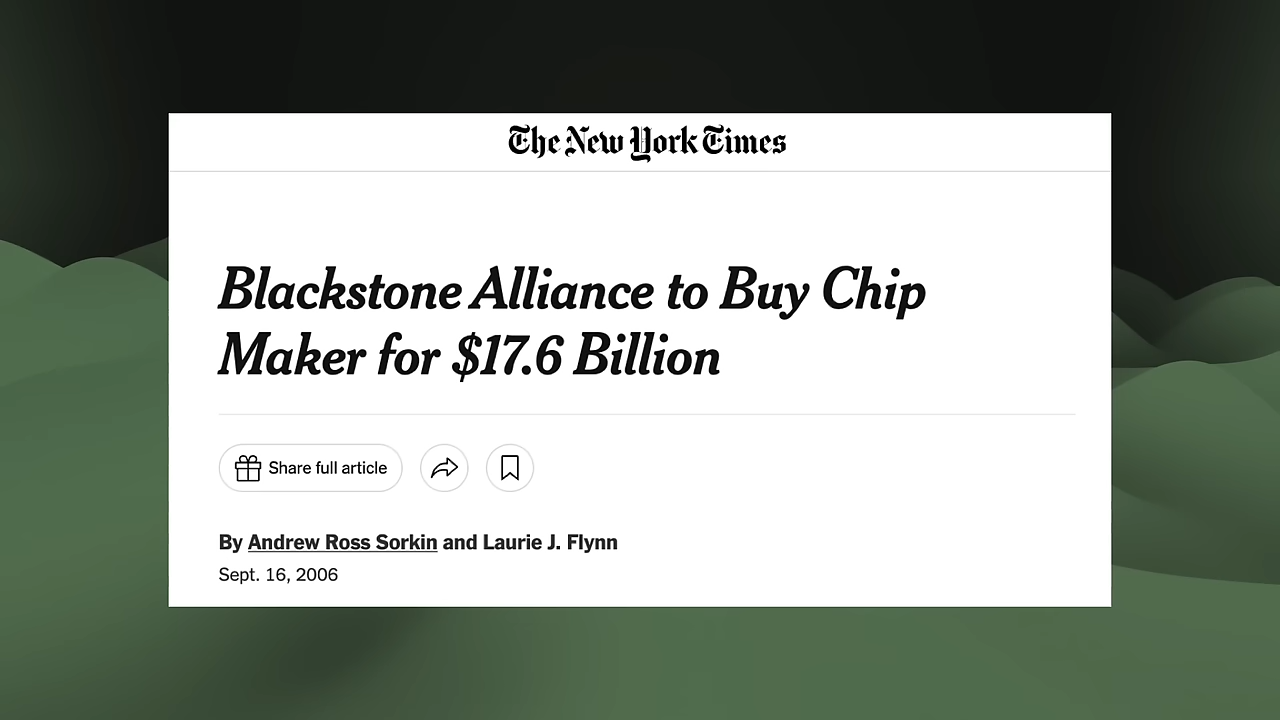 The New York Times
Blackstone Alliance to Buy Chip
Maker for $17.6 Billion
Share full article
By Andrew Ross Sorkin and Laurie J. Flynn
Sept. 16, 2006